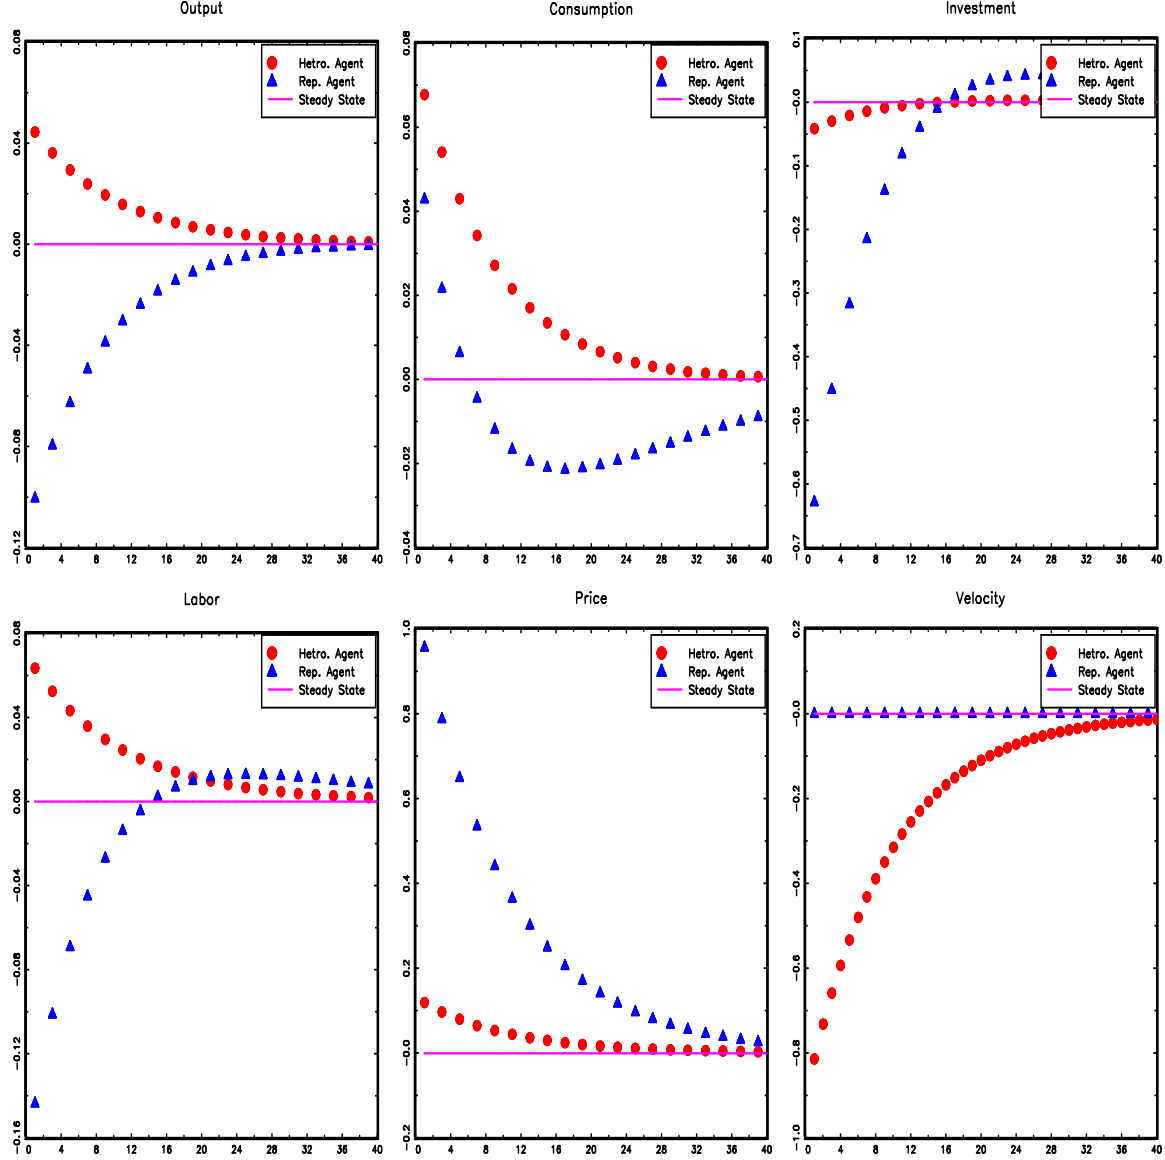 Output
0.08
0.04
0.00
-0.04
-0.08
-0.12
Hetro. Agent
Rep. Agent
Steady State
0 4 8 12 16 20 24 28 32 36 40
Consumption
0.08
0.06
0.04
0.02
0.00
-0.02
-0.04
Hetro. Agent
Rep. Agent
Steady State
0 4 8 12 16 20 24 28 32 36 40
Investment
0.1
-0.0
-0.1
-0.2
-0.3
-0.4
-0.5
-0.6
-0.7
Hetro. Agent
Rep. Agent
Steady State
0 4 8 12 16 20 24 28 32 36 40
Labor
0.08
0.04
0.00
-0.04
-0.08
-0.12
-0.16
Hetro. Agent
Rep. Agent
Steady State
0 4 8 12 16 20 24 28 32 36 40
Price
1.0
0.8
0.6
0.4
0.2
-0.0
-0.2
Hetro. Agent
Rep. Agent
Steady State
0 4 8 12 16 20 24 28 32 36 40
Velocity
0.2
-0.0
-0.2
-0.4
-0.6
-0.8
-1.0
Hetro. Agent
Rep. Agent
Steady State
0 4 8 12 16 20 24 28 32 36 40